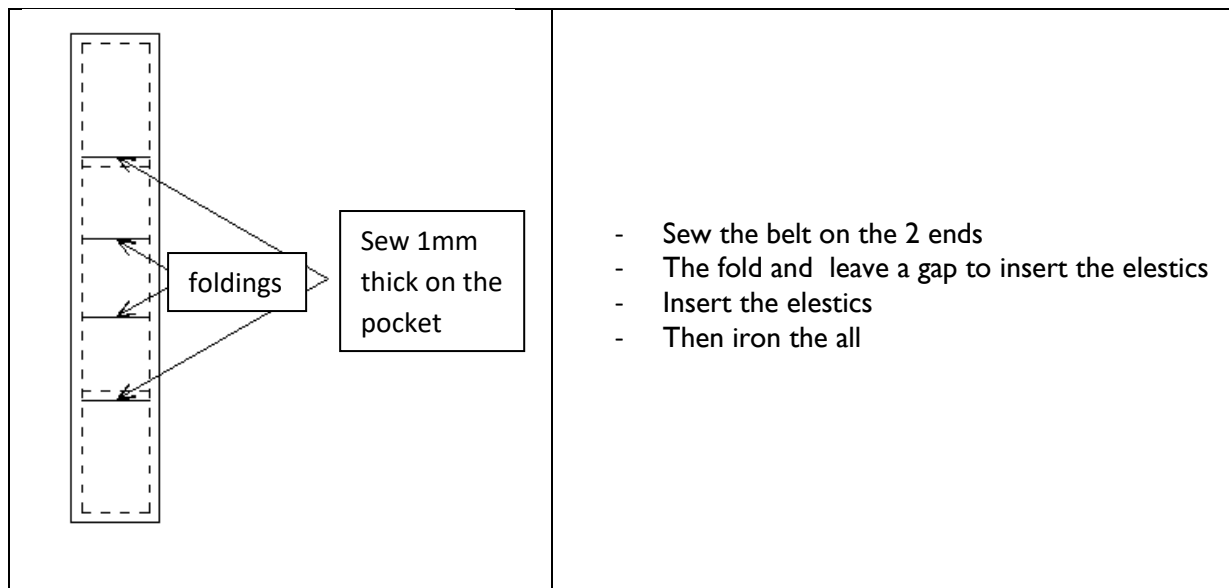 foldings
Sew 1mm
thick on the
pocket
- Sew the belt on the 2 ends
- The fold and leave a gap to insert the elestics
- Insert the elestics
- Then iron the all